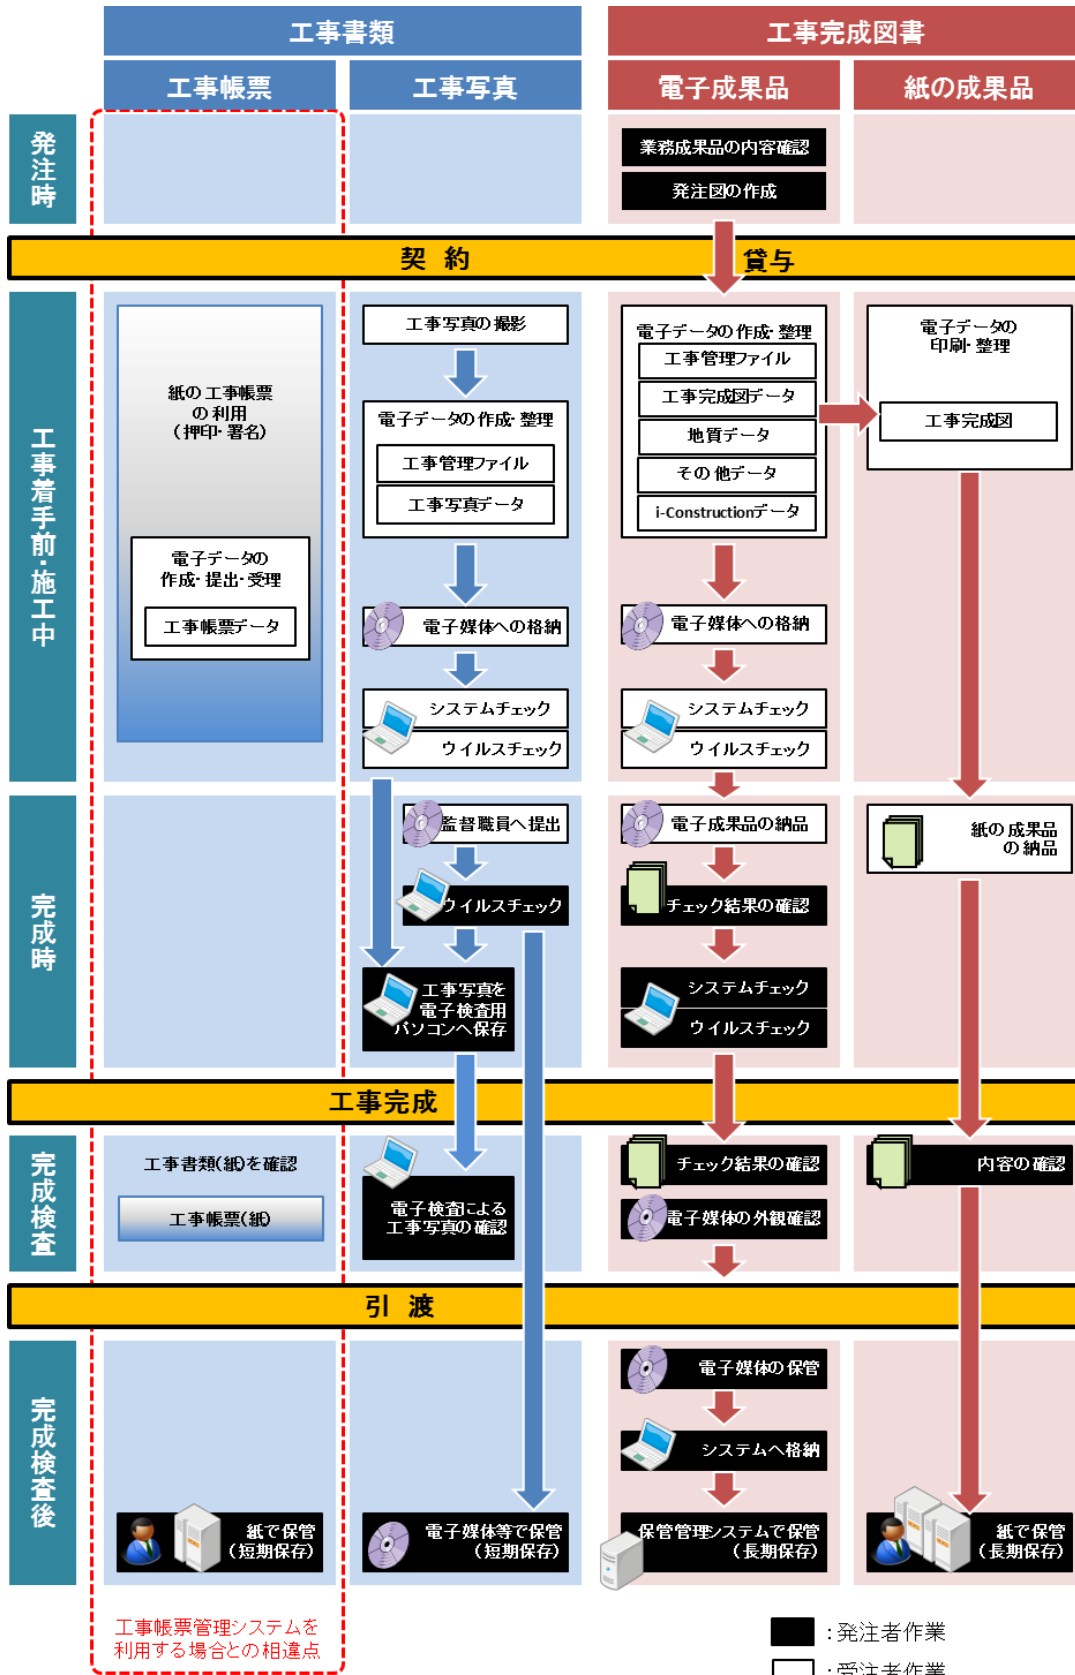 工事書類
工事完成図書
工事帳票
工事写真
電子成果品
紙の成果品
発注時
業務成果品の内容確認
発注図の作成
契 約
貸与
工事着手前・施工中
紙の工事帳票
の利用
(押印・署名)
電子データの
作成・提出・受理
工事帳票データ
工事写真の撮影
電子データの作成・整理
工事管理ファイル
工事写真データ
電子媒体への格納
システムチェック
ウイルスチェック
電子データの作成・整理
工事管理ファイル
工事完成図データ
地質データ
その他データ
i-Constructionデータ
電子媒体への格納
システムチェック
ウイルスチェック
電子データの
印刷・整理
工事完成図
完成時
監督職員へ提出
ウイルスチェック
工事写真を
電子検査用
パソコンへ保存
電子成果品の納品
チェック結果の確認
システムチェック
ウイルスチェック
紙の成果品
の納品
工事完成
完成検査
工事書類(紙)を確認
工事帳票(紙)
電子検査による
工事写真の確認
チェック結果の確認
電子媒体の外観確認
内容の確認
引 渡
完成検査後
紙で保管
(短期保存)
電子媒体等で保管
(短期保存)
電子媒体の保管
システムへ格納
保管管理システムで保管
(長期保存)
紙で保管
(長期保存)
工事帳票管理システムを
利用する場合との相違点
:発注者作業
:受注者作業